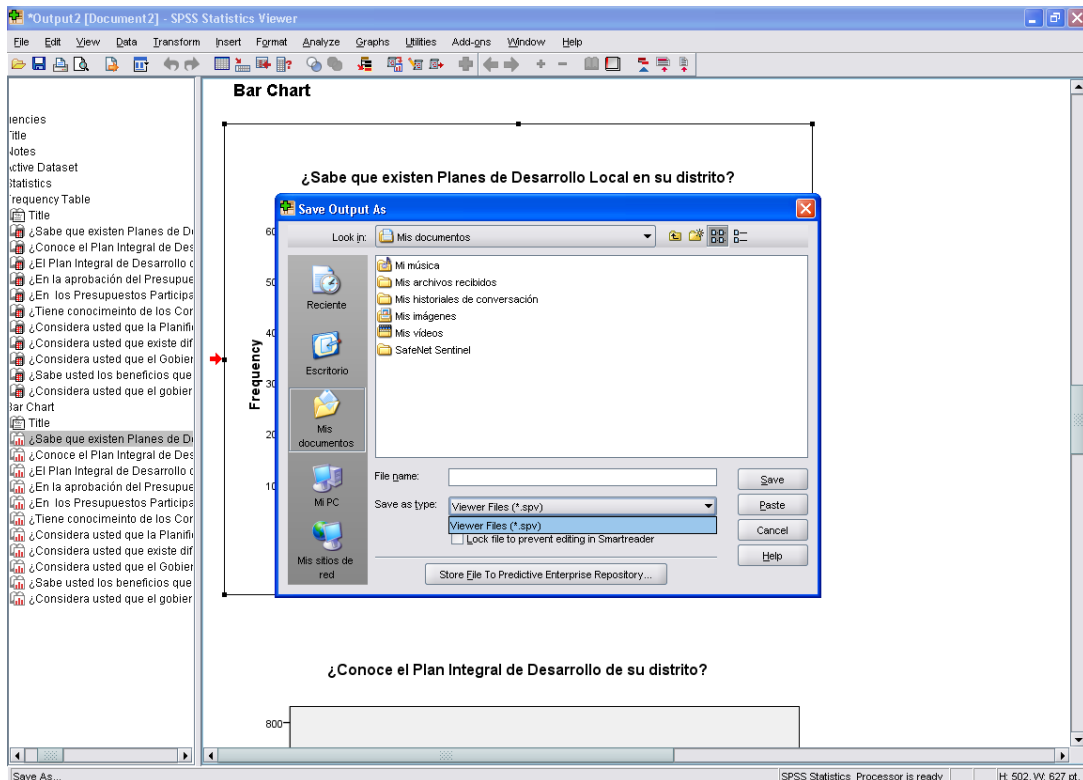 *Output2 [Document2] - SPSS Statistics Viewer
File Edit View Data Transform Insert Format Analyze Graphs Utilities Add-ons Window Help
iencies
Title
Notes
Active Dataset
Statistics
Frequency Table
Title
¿Sabe que existen Planes de De
¿Conoce el Plan Integral de Des
¿El Plan Integral de Desarrollo d
¿En la aprobación del Presupue
¿En los Presupuestos Participa
¿Tiene conocimeinto de los Cor
¿Considera usted que la Planifi
¿Considera usted que existe dif
¿Considera usted que el Gobier
¿Sabe usted los beneficios que
¿Considera usted que el gobier
Bar Chart
Title
¿Sabe que existen Planes de De
¿Conoce el Plan Integral de Des
¿El Plan Integral de Desarrollo d
¿En la aprobación del Presupue
¿En los Presupuestos Participa
¿Tiene conocimeinto de los Cor
¿Considera usted que la Planifi
¿Considera usted que existe dif
¿Considera usted que el Gobier
¿Sabe usted los beneficios que
¿Considera usted que el gobier
Bar Chart
¿Sabe que existen Planes de Desarrollo Local en su distrito?
60
50
40
30
20
10
Frequency
Save Output As
Look in: Mis documentos
Reciente
Escritorio
Mis documentos
Mi PC
Mis sitios de red
Mi música
Mis archivos recibidos
Mis historiales de conversación
Mis imágenes
Mis vídeos
SafeNet Sentinel
File name:
Save as type: Viewer Files (*.spv)
Viewer Files (*.spv)
Lock file to prevent editing in Smartreader
Store File To Predictive Enterprise Repository...
Save
Paste
Cancel
Help
¿Conoce el Plan Integral de Desarrollo de su distrito?
800
Save As...
SPSS Statistics Processor is ready
H: 502, W: 627 pt.